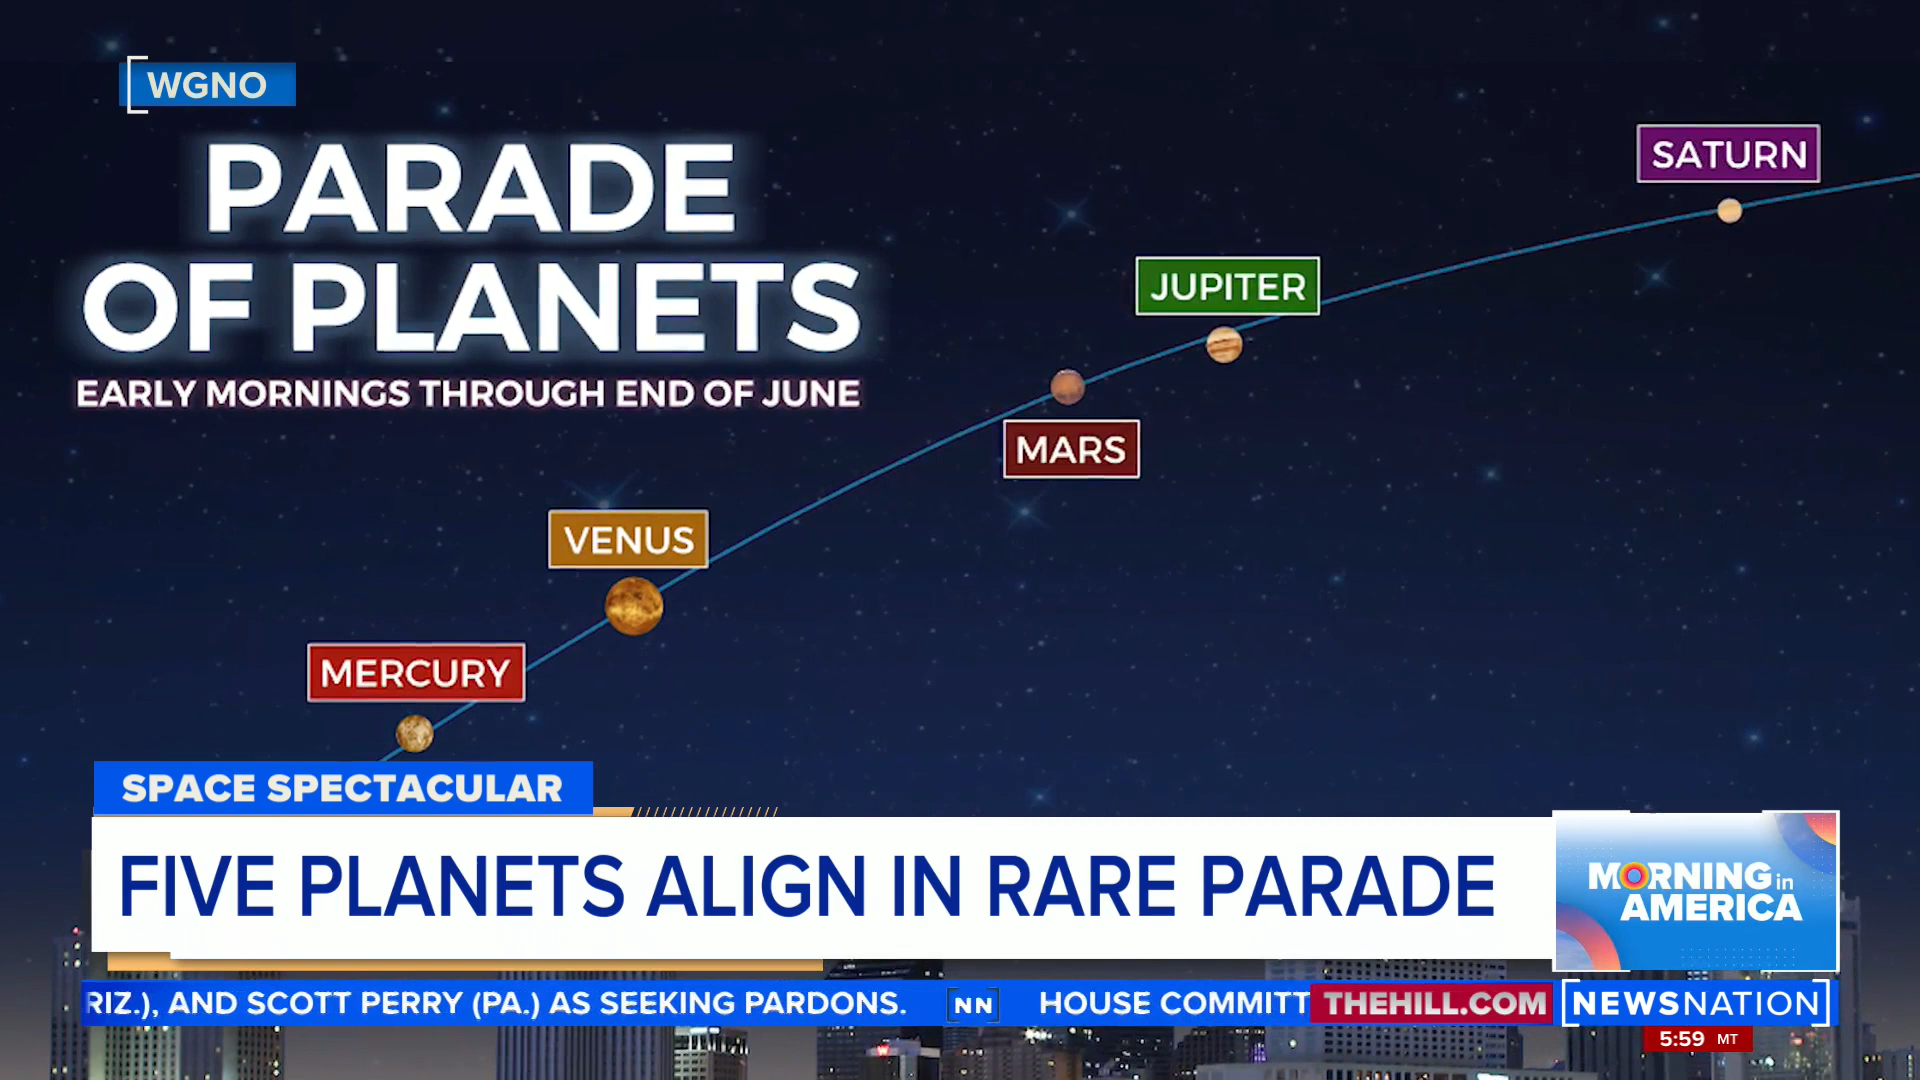 WGNO
PARADE
OF PLANETS
EARLY MORNINGS THROUGH END OF JUNE
SATURN
JUPITER
MARS
VENUS
MERCURY
SPACE SPECTACULAR
FIVE PLANETS ALIGN IN RARE PARADE
MORNING in
AMERICA
RIZ.), AND SCOTT PERRY (PA.) AS SEEKING PARDONS. NN HOUSE COMMITT THEHILL.COM NEWSNATION
5:59 MT